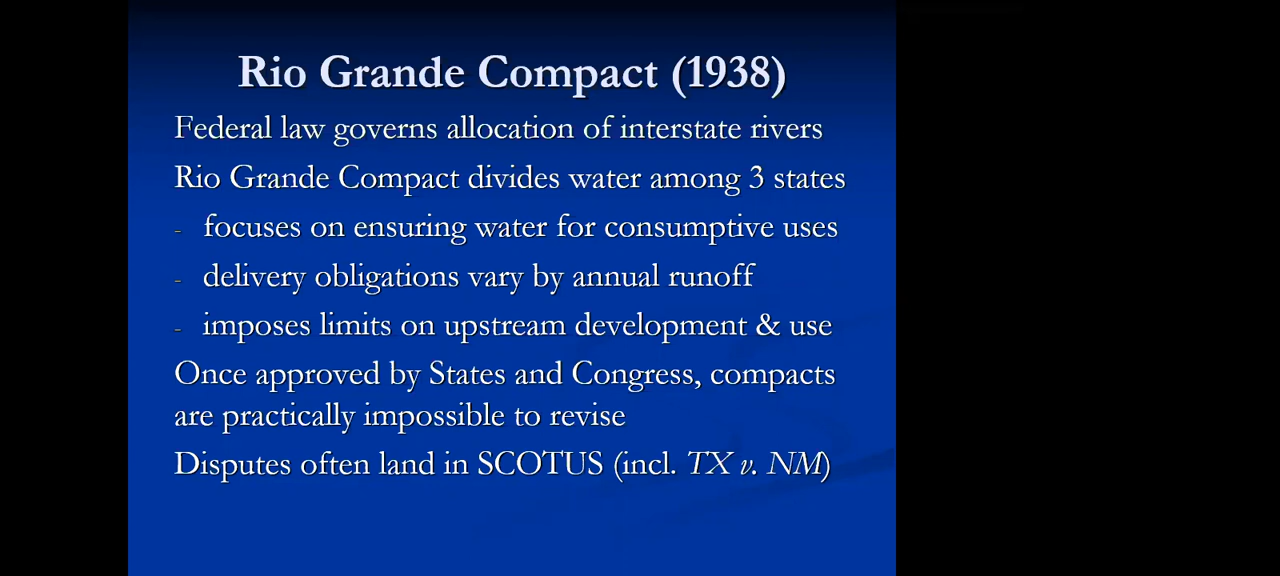 Rio Grande Compact (1938)
Federal law governs allocation of interstate rivers
Rio Grande Compact divides water among 3 states
- focuses on ensuring water for consumptive uses
- delivery obligations vary by annual runoff
- imposes limits on upstream development & use
Once approved by States and Congress, compacts
are practically impossible to revise
Disputes often land in SCOTUS (incl. TX v. NM)